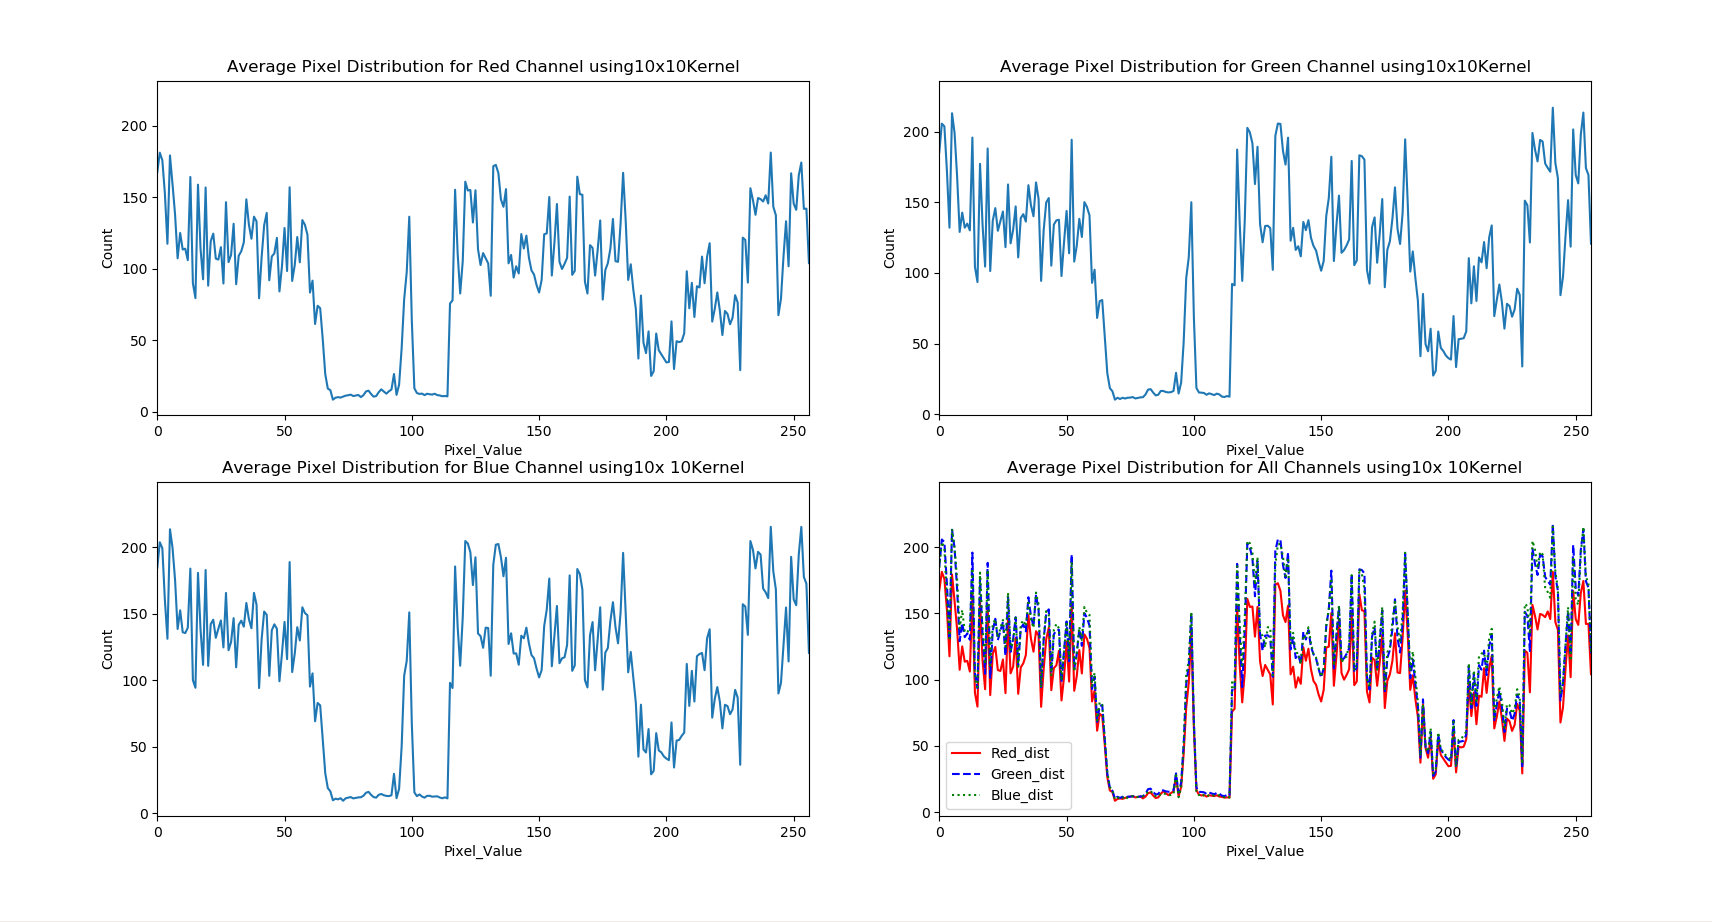 Average Pixel Distribution for Red Channel using10x10Kernel
200
150
100
50
0
Count
0 50 100 150 200 250
Pixel_Value
Average Pixel Distribution for Green Channel using10x10Kernel
200
150
100
50
0
Count
0 50 100 150 200 250
Pixel_Value
Average Pixel Distribution for Blue Channel using10x 10Kernel
200
150
100
50
0
Count
0 50 100 150 200 250
Pixel_Value
Average Pixel Distribution for All Channels using10x 10Kernel
200
150
100
50
0
Count
Red_dist
Green_dist
Blue_dist
0 50 100 150 200 250
Pixel_Value